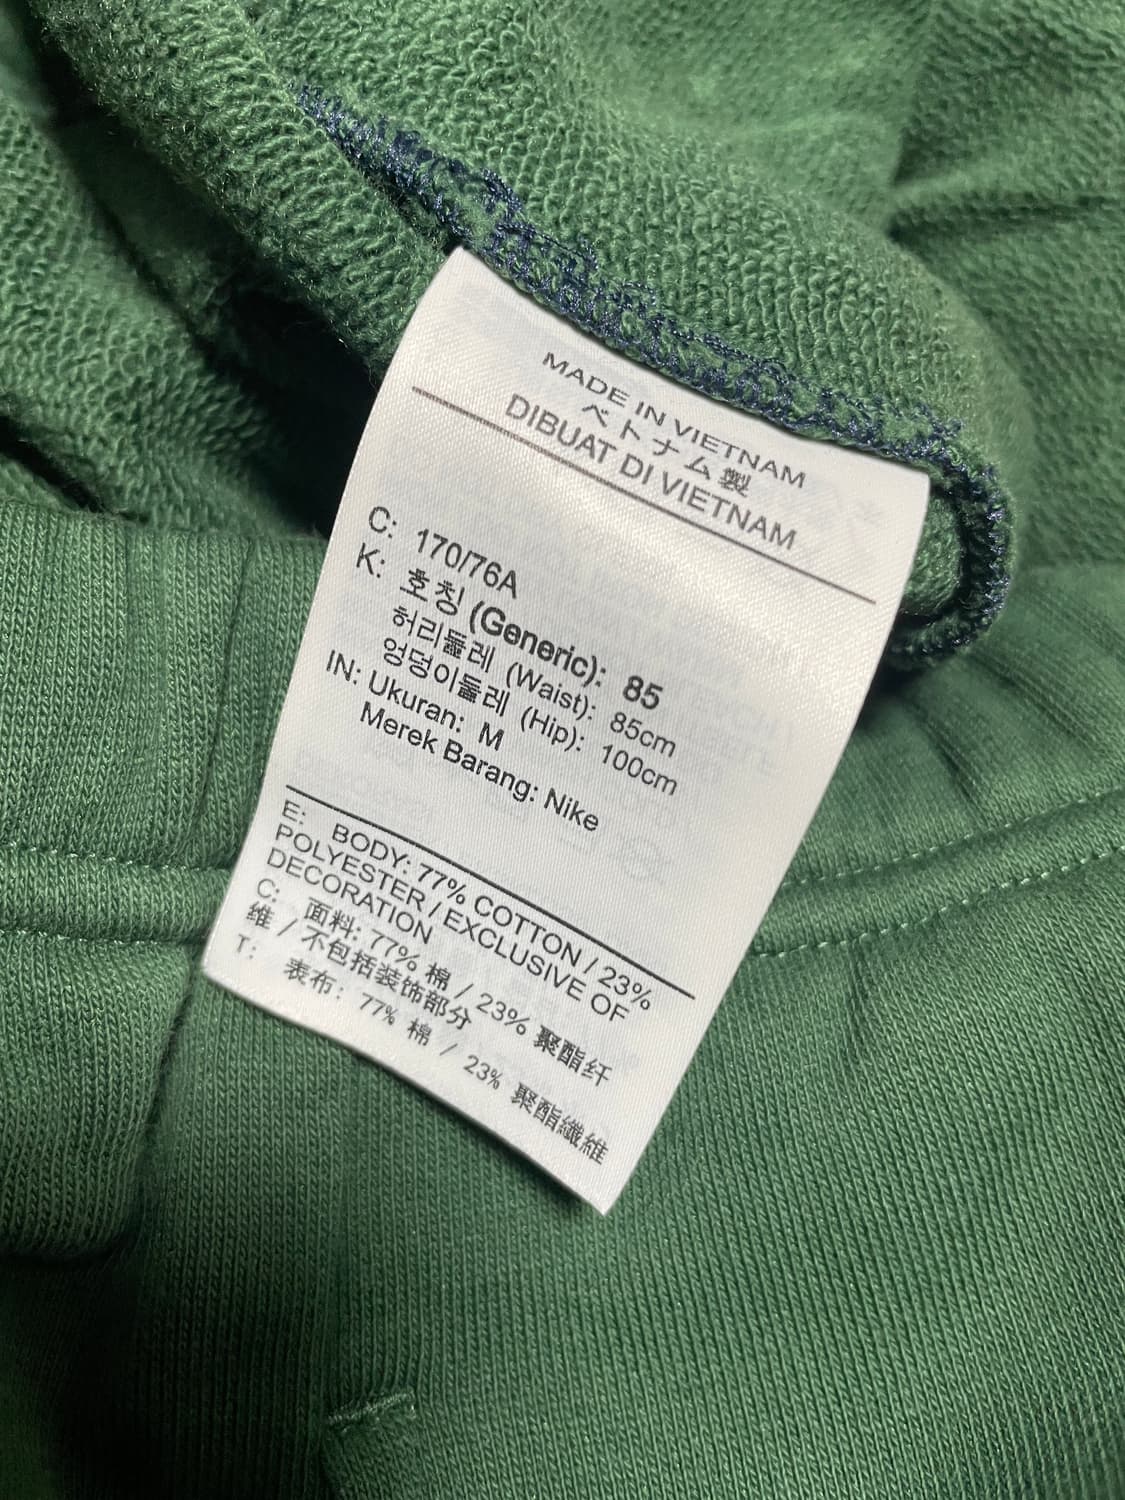 MADE IN VIETNAM
ベトナム製
DIBUAT DI VIETNAM
C: 170/76A
K: 호칭 (Generic): 85
허리둘레 (Waist): 85cm
엉덩이둘레 (Hip): 100cm
IN: Ukuran: M
Merek Barang: Nike
E: BODY: 77% COTTON / 23%
POLYESTER / EXCLUSIVE OF
DECORATION
C: 面料: 77% 棉 / 23% 聚酯纤
维 / 不包括装饰部分
T: 表布: 77% 棉 / 23% 聚酯纖維